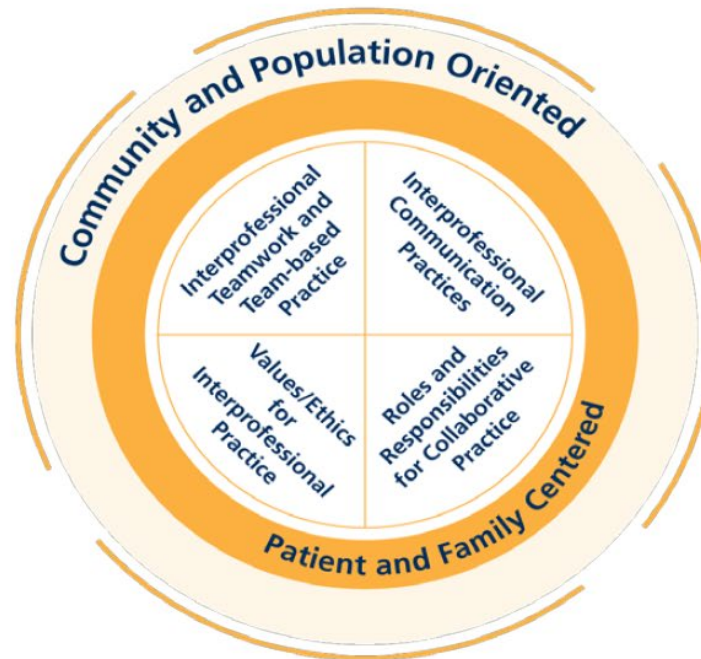 Community and Population Oriented
Interprofessional
Teamwork and
Team-based
Practice
Interprofessional
Communication
Practices
Values/Ethics
for
Interprofessional
Practice
Roles and
Responsibilities
for Collaborative
Practice
Patient and Family Centered